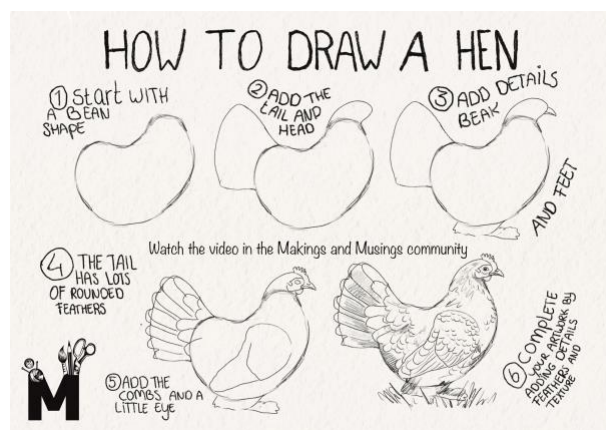 HOW TO DRAW A HEN
① Start WITH
A BEAN
SHAPE
② ADD THE
TAIL AND
HEAD
③ ADD DETAILS
BEAK
AND FEET
Watch the video in the Makings and Musings community
④ THE TAIL
HAS LOTS
OF ROUNDED
FEATHERS
⑤ ADD THE
COMBS AND A
LITTLE EYE
⑥ COMPLETE
YOUR ARTWORK BY
ADDING DETAILS
FEATHERS AND
TEXTURE
M